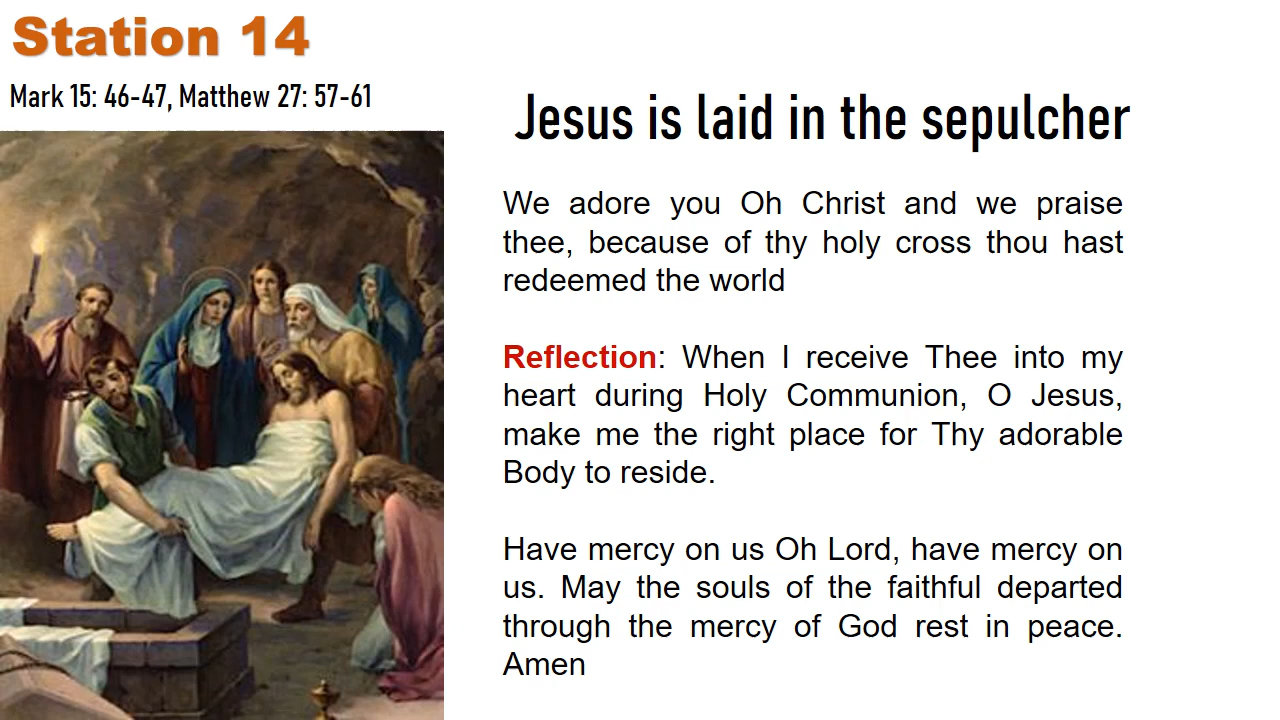 Station 14
Mark 15: 46-47, Matthew 27: 57-61
Jesus is laid in the sepulcher
We adore you Oh Christ and we praise
thee, because of thy holy cross thou hast
redeemed the world
Reflection: When I receive Thee into my
heart during Holy Communion, O Jesus,
make me the right place for Thy adorable
Body to reside.
Have mercy on us Oh Lord, have mercy on
us. May the souls of the faithful departed
through the mercy of God rest in peace.
Amen